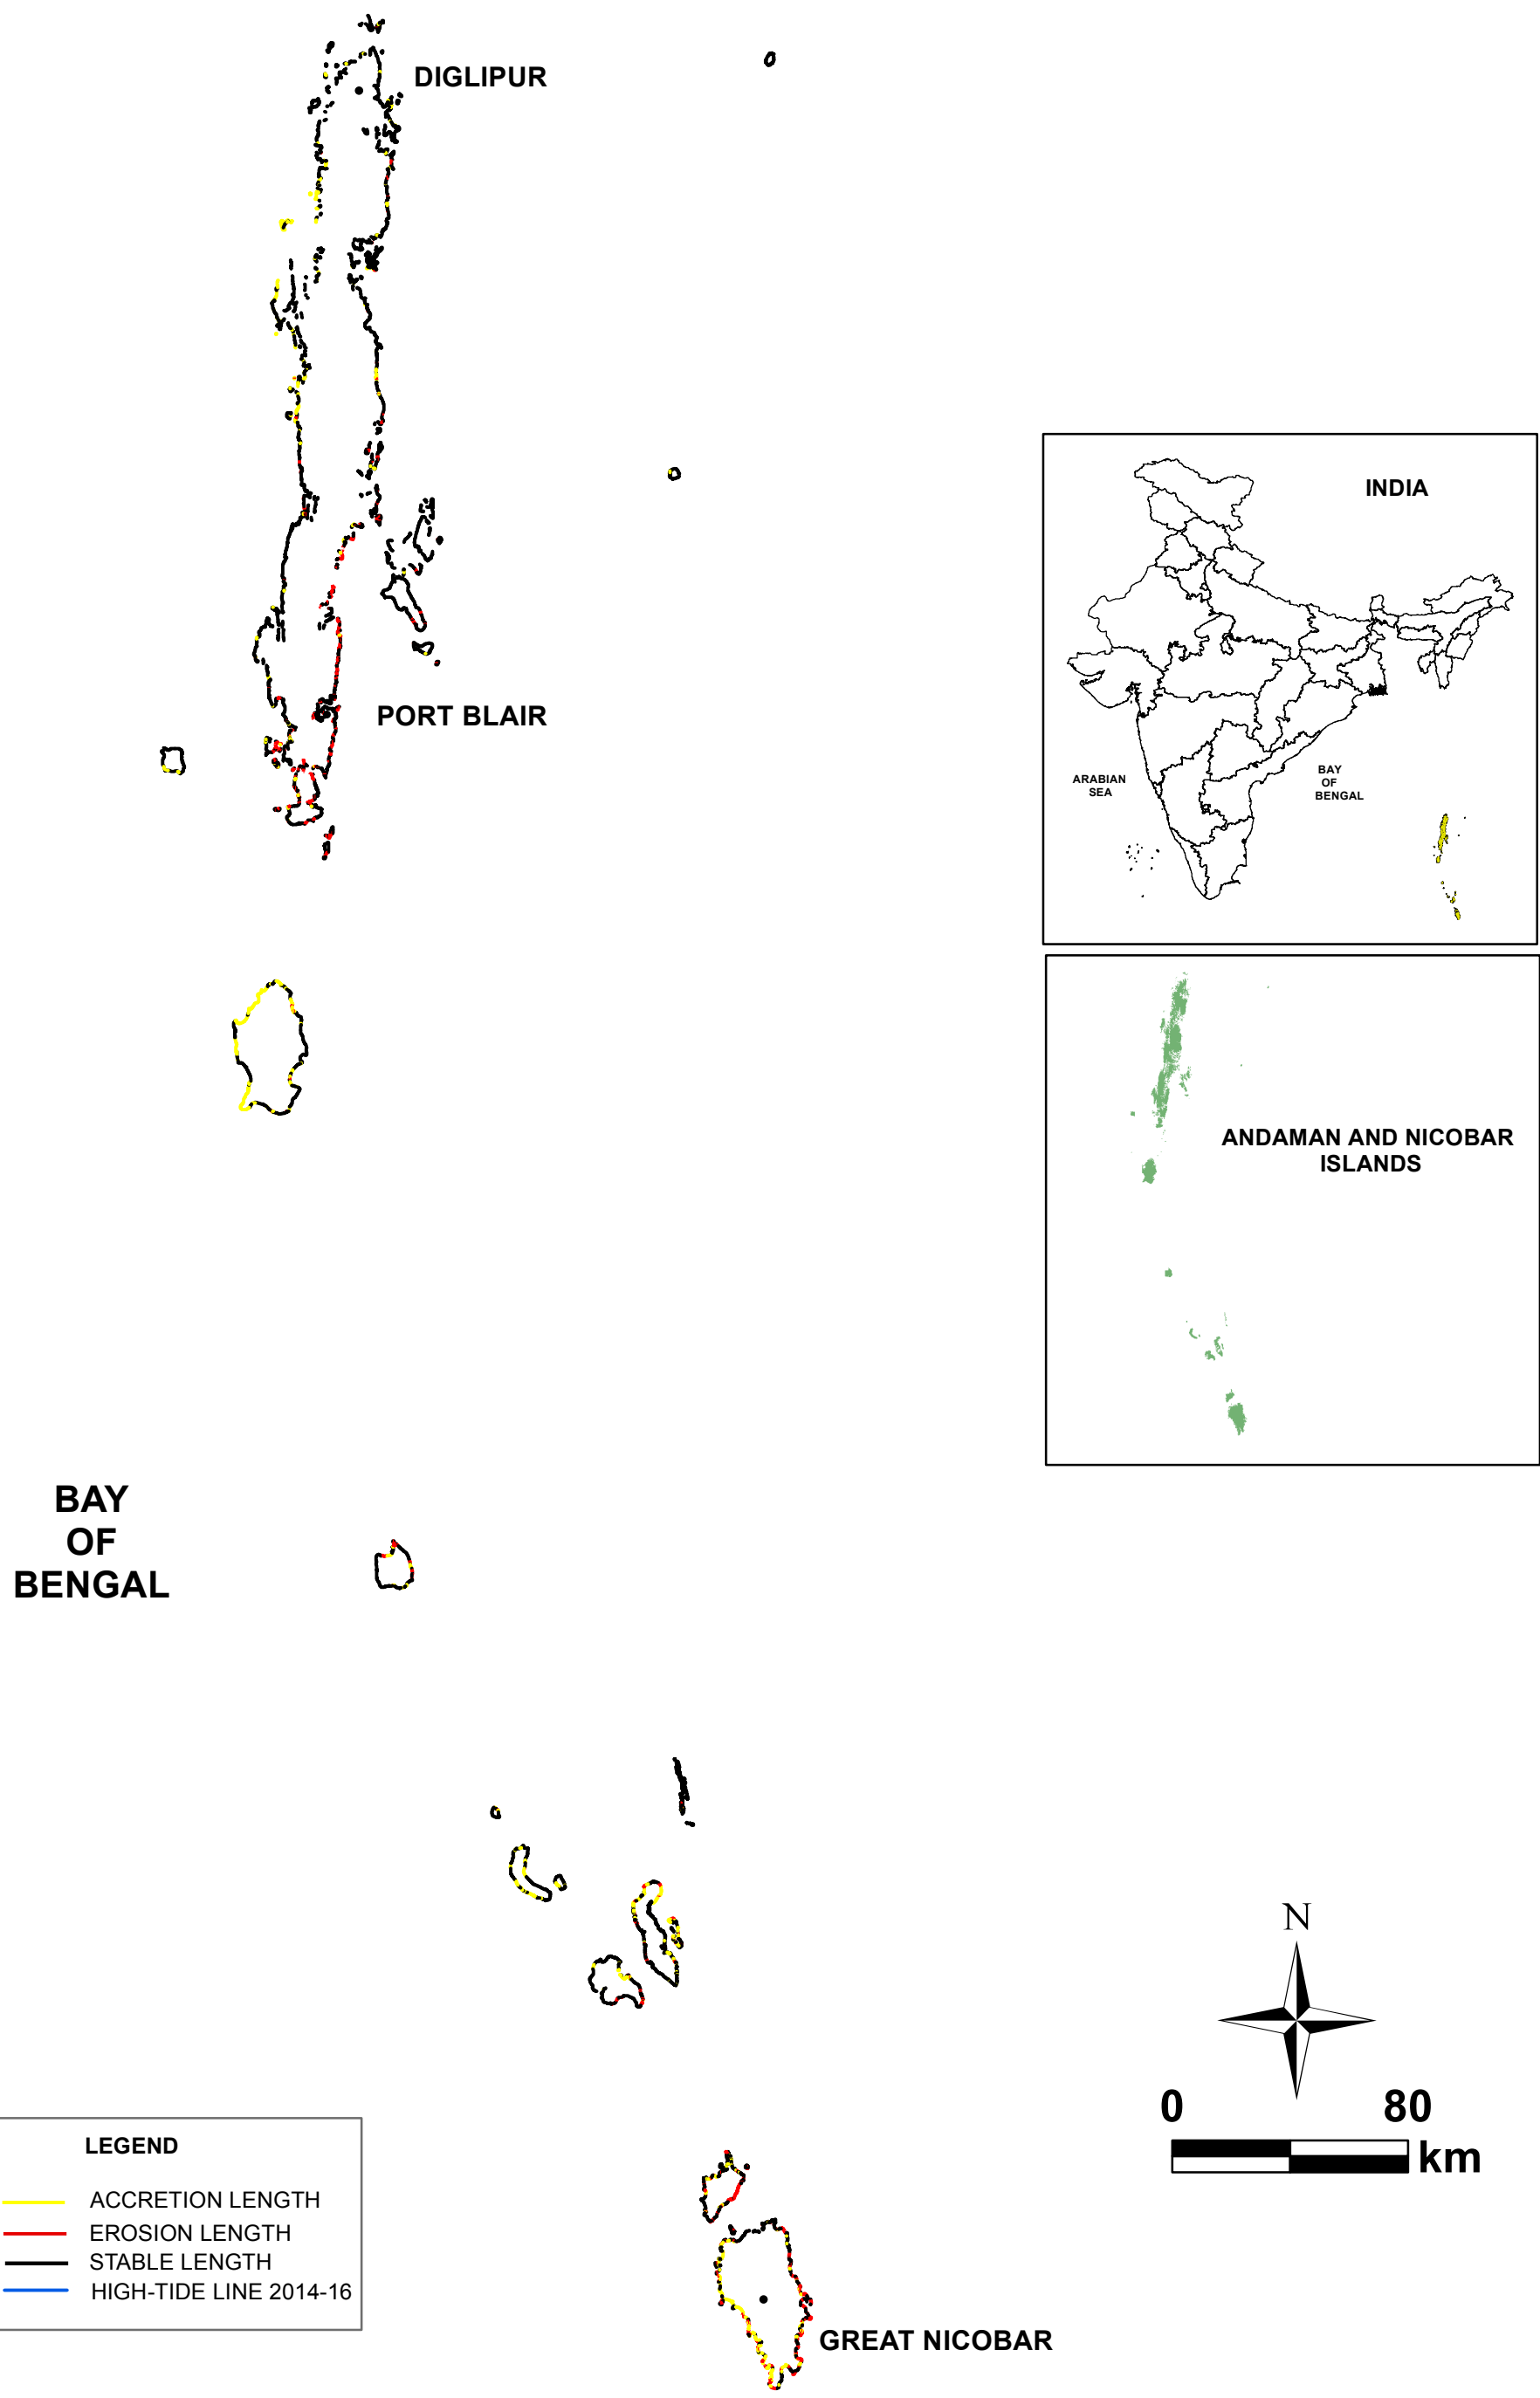 DIGLIPUR
PORT BLAIR
INDIA
ARABIAN
SEA
BAY
OF
BENGAL
ANDAMAN AND NICOBAR
ISLANDS
BAY
OF
BENGAL
N
0 80
km
LEGEND
ACCRETION LENGTH
EROSION LENGTH
STABLE LENGTH
HIGH-TIDE LINE 2014-16
GREAT NICOBAR